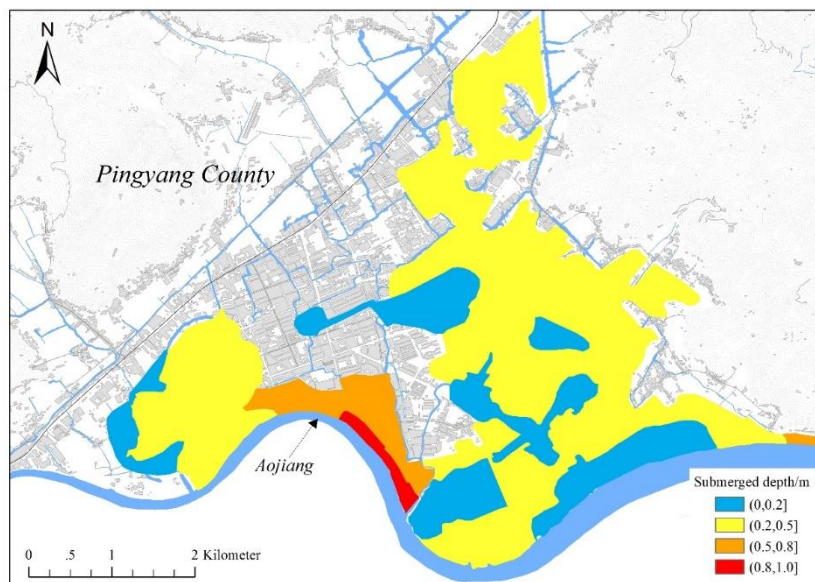 N
Pingyang County
Aojiang
Submerged depth/m
(0,0.2]
(0.2,0.5]
(0.5,0.8]
(0.8,1.0]
0 .5 1 2 Kilometer